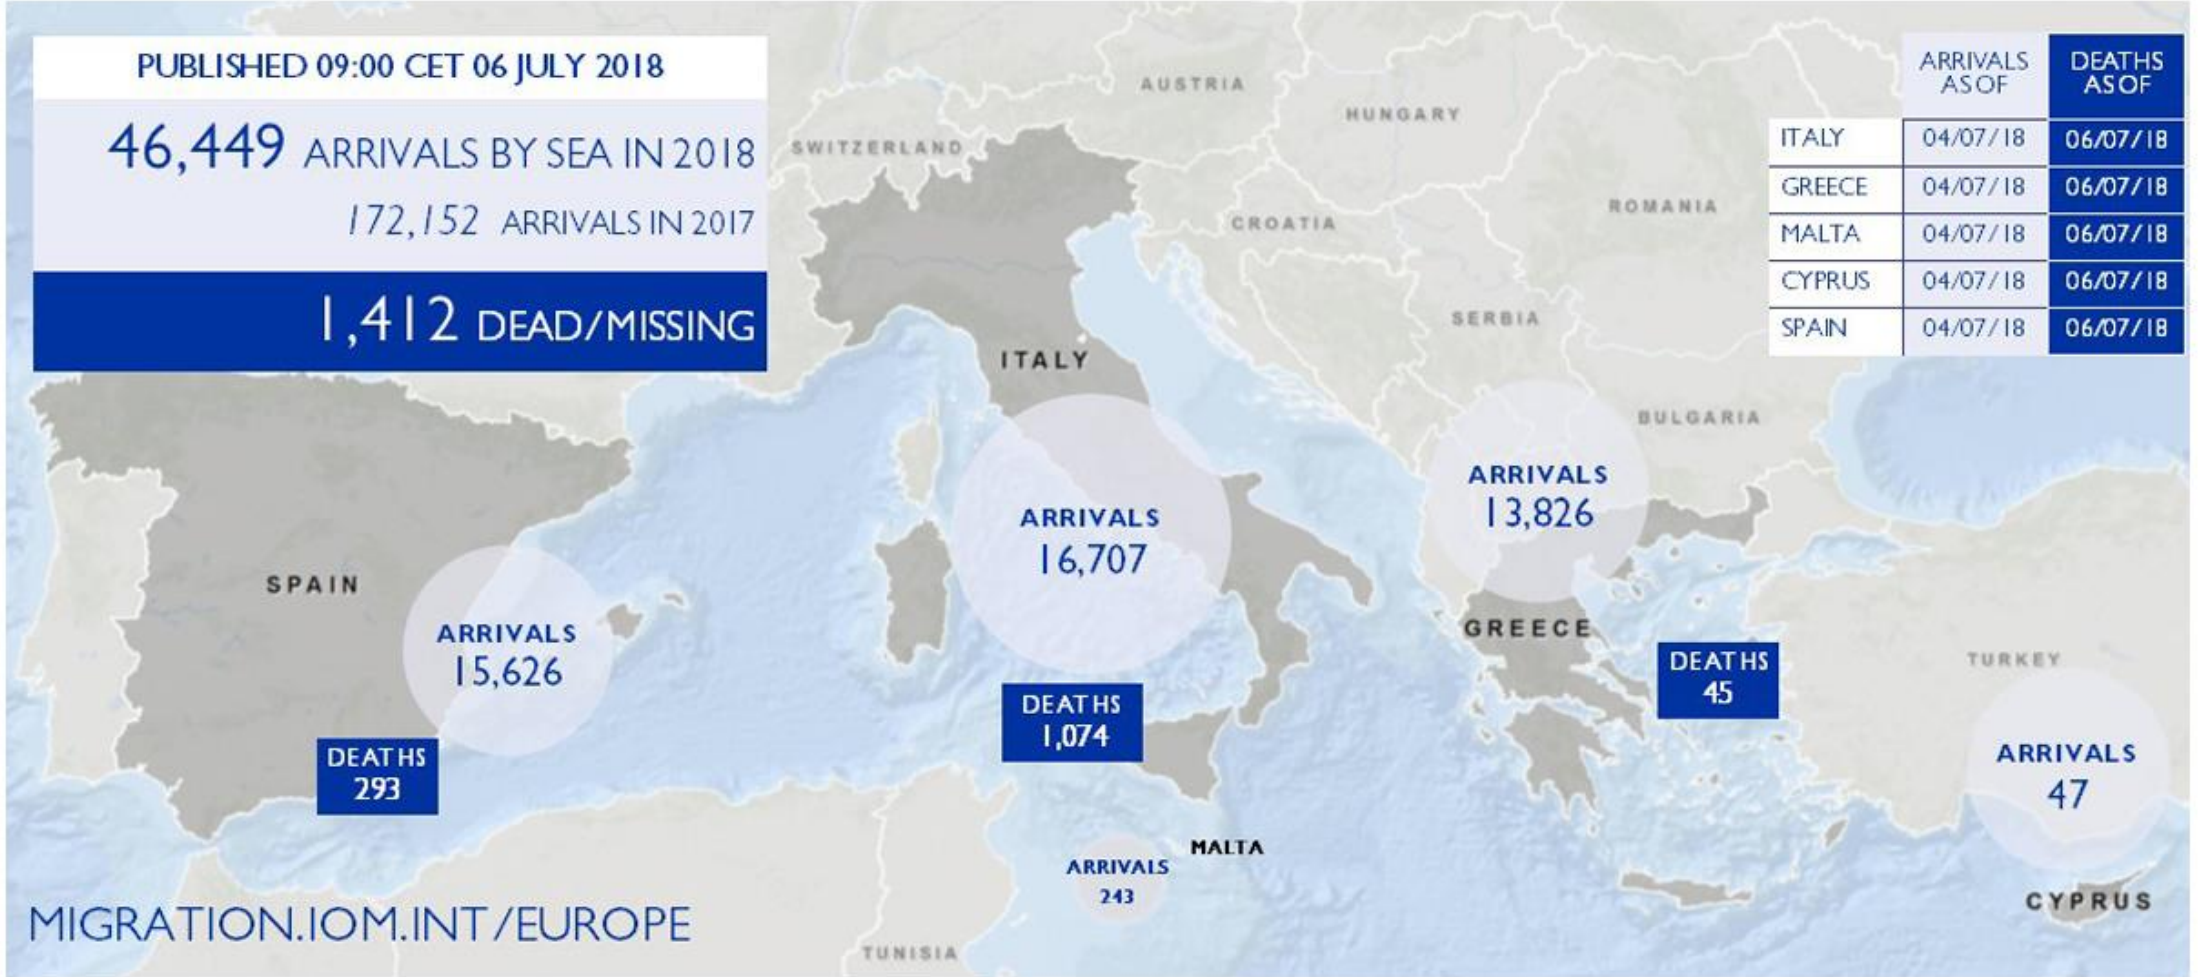 PUBLISHED 09:00 CET 06 JULY 2018
46,449 ARRIVALS BY SEA IN 2018
172,152 ARRIVALS IN 2017
1,412 DEAD/MISSING
ARRIVALS AS OF DEATHS AS OF
ITALY 04/07/18 06/07/18
GREECE 04/07/18 06/07/18
MALTA 04/07/18 06/07/18
CYPRUS 04/07/18 06/07/18
SPAIN 04/07/18 06/07/18
AUSTRIA
HUNGARY
SWITZERLAND
ROMANIA
CROATIA
SERBIA
ITALY
BULGARIA
ARRIVALS
13,826
ARRIVALS
16,707
SPAIN
ARRIVALS
15,626
GREECE
DEATHS
45
TURKEY
DEATHS
1,074
DEATHS
293
ARRIVALS
47
MALTA
ARRIVALS
243
CYPRUS
MIGRATION.IOM.INT/EUROPE
TUNISIA